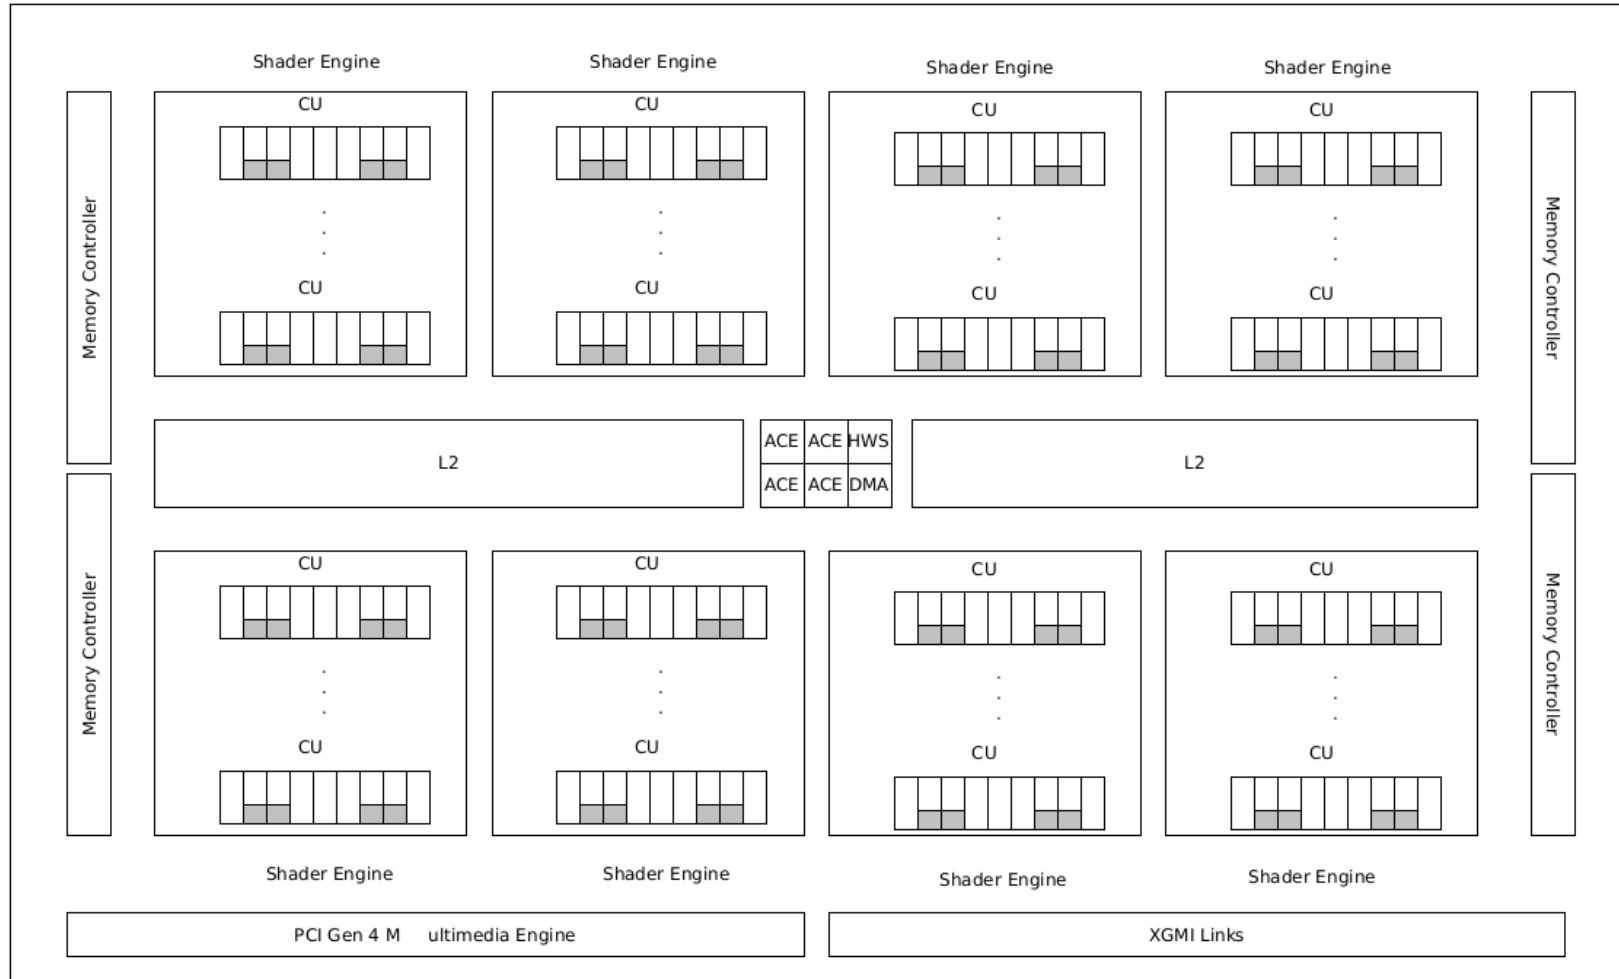 Shader Engine
Shader Engine
Shader Engine
Shader Engine
CU
CU
CU
CU
.
.
.
.
.
.
.
.
.
.
.
.
CU
CU
CU
CU
Memory Controller
Memory Controller
L2
ACE ACE HWS
ACE ACE DMA
L2
Memory Controller
Memory Controller
CU
CU
CU
CU
.
.
.
.
.
.
.
.
.
.
.
.
CU
CU
CU
CU
Shader Engine
Shader Engine
Shader Engine
Shader Engine
PCI Gen 4 M ultimedia Engine
XGMI Links